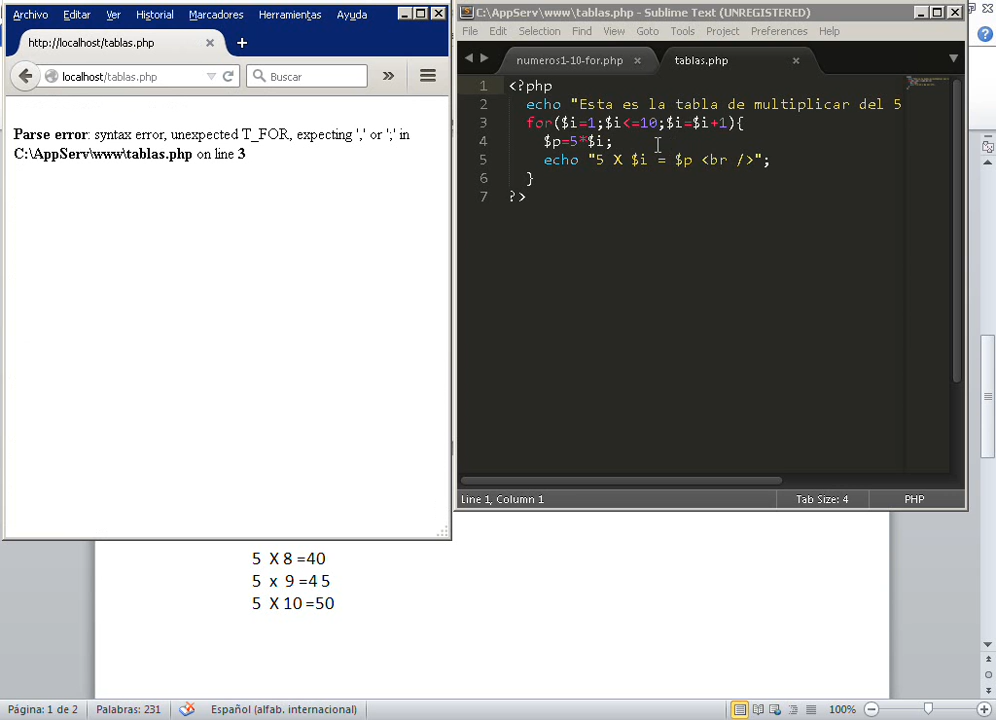 Archivo Editar Ver Historial Marcadores Herramientas Ayuda
http://localhost/tablas.php
localhost/tablas.php
Buscar
Parse error: syntax error, unexpected T_FOR, expecting ',' or ';' in
C:\AppServ\www\tablas.php on line 3
C:\AppServ\www\tablas.php - Sublime Text (UNREGISTERED)
File Edit Selection Find View Goto Tools Project Preferences Help
numeros1-10-for.php
tablas.php
1 <?php
2 echo "Esta es la tabla de multiplicar del 5
3 for($i=1;$i<=10;$i=$i+1){
4 $p=5*$i;
5 echo "5 X $i = $p <br />";
6 }
7 ?>
Line 1, Column 1
Tab Size: 4
PHP
5 X 8 =40
5 x 9 =4 5
5 X 10 =50
Página: 1 de 2
Palabras: 231
Español (alfab. internacional)
100%